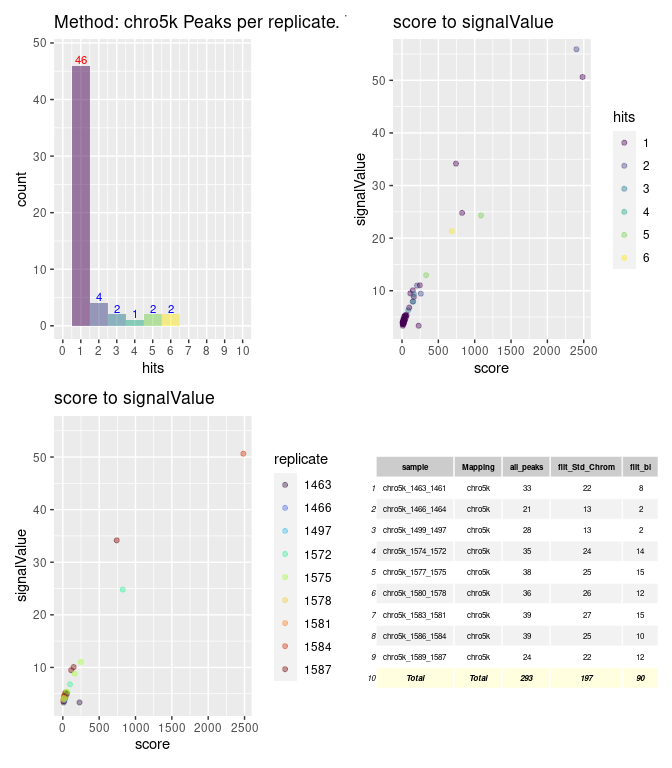 Method: chro5k Peaks per replicate.
50
40
30
20
10
0
count
46
4
2
1
2
2
0 1 2 3 4 5 6 7 8 9 10
hits
score to signalValue
50
40
30
20
10
signalValue
0 500 1000 1500 2000 2500
score
hits
1
2
3
4
5
6
score to signalValue
50
40
30
20
10
signalValue
0 500 1000 1500 2000 2500
score
replicate
1463
1466
1497
1572
1575
1578
1581
1584
1587
sample Mapping all_peaks filt_Std_Chrom filt_bl
1 chro5k_1463_1461 chro5k 33 22 8
2 chro5k_1466_1464 chro5k 21 13 2
3 chro5k_1499_1497 chro5k 28 13 2
4 chro5k_1574_1572 chro5k 35 24 14
5 chro5k_1577_1575 chro5k 38 25 15
6 chro5k_1580_1578 chro5k 36 26 12
7 chro5k_1583_1581 chro5k 39 27 15
8 chro5k_1586_1584 chro5k 39 25 10
9 chro5k_1589_1587 chro5k 24 22 12
10 Total Total 293 197 90